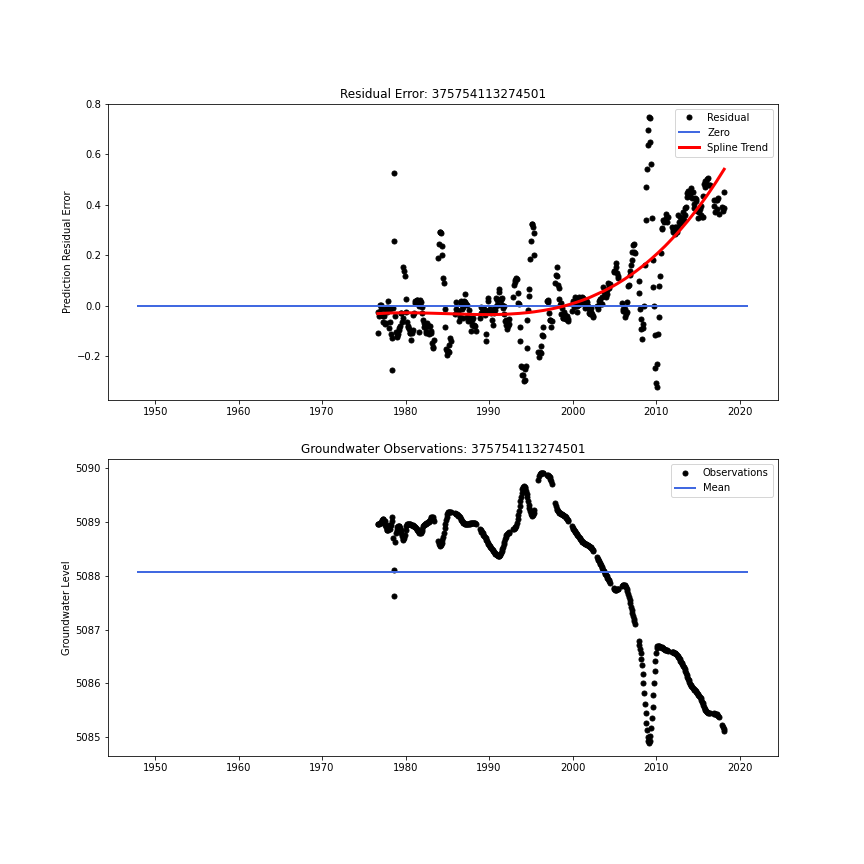 Residual Error: 375754113274501
Prediction Residual Error
0.8
0.6
0.4
0.2
0.0
−0.2
Residual
Zero
Spline Trend
1950 1960 1970 1980 1990 2000 2010 2020
Groundwater Observations: 375754113274501
Groundwater Level
5090
5089
5088
5087
5086
5085
Observations
Mean
1950 1960 1970 1980 1990 2000 2010 2020